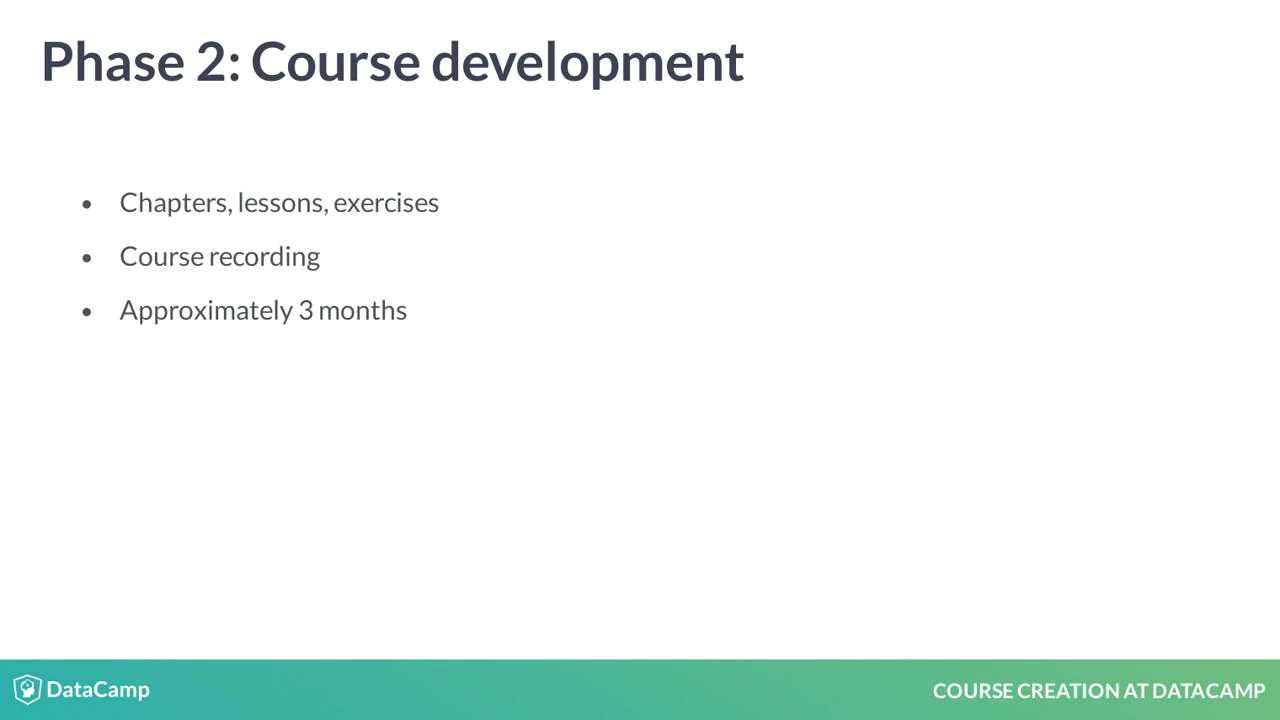 Phase 2: Course development
• Chapters, lessons, exercises
• Course recording
• Approximately 3 months
DataCamp
COURSE CREATION AT DATACAMP